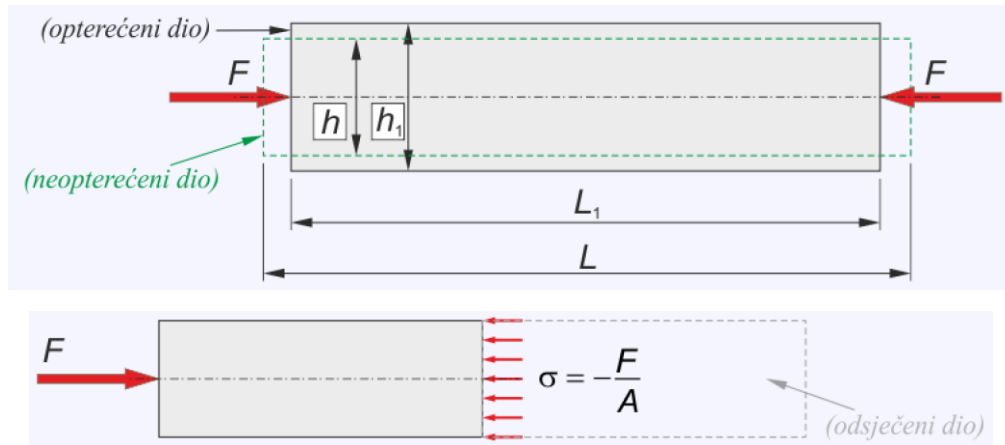 (opterećeni dio)
F
F
h
h₁
(neopterećeni dio)
L₁
L
F
σ = −F/A
(odsječeni dio)